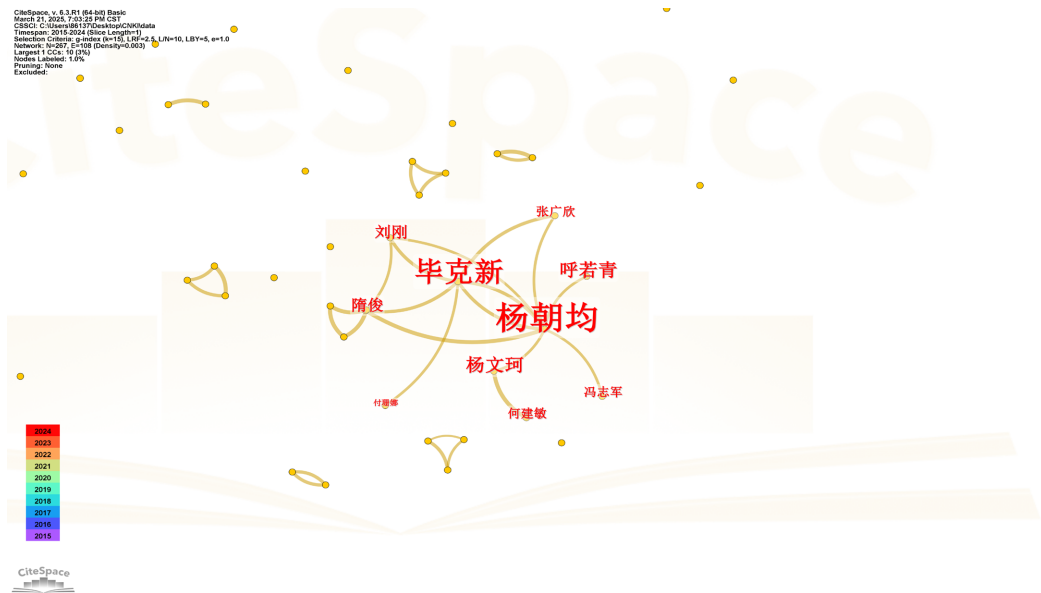 CiteSpace, v. 6.3.R1 (64-bit) Basic
March 21, 2025, 7:03:25 PM CST
CSSCI: C:\Users\86137\Desktop\CNKI\data
Timespan: 2015-2024 (Slice Length=1)
Selection Criteria: g-index (k=15), LRF=2.5, L/N=10, LBY=5, e=1.0
Network: N=267, E=108 (Density=0.003)
Largest 1 CCs: 10 (3%)
Nodes Labeled: 1.0%
Pruning: None
Excluded:
CiteSpace
张广欣
刘刚
毕克新
呼若青
隋俊
杨朝均
杨文珂
冯志军
付珊娜
何建敏
2024
2023
2022
2021
2020
2019
2018
2017
2016
2015
CiteSpace